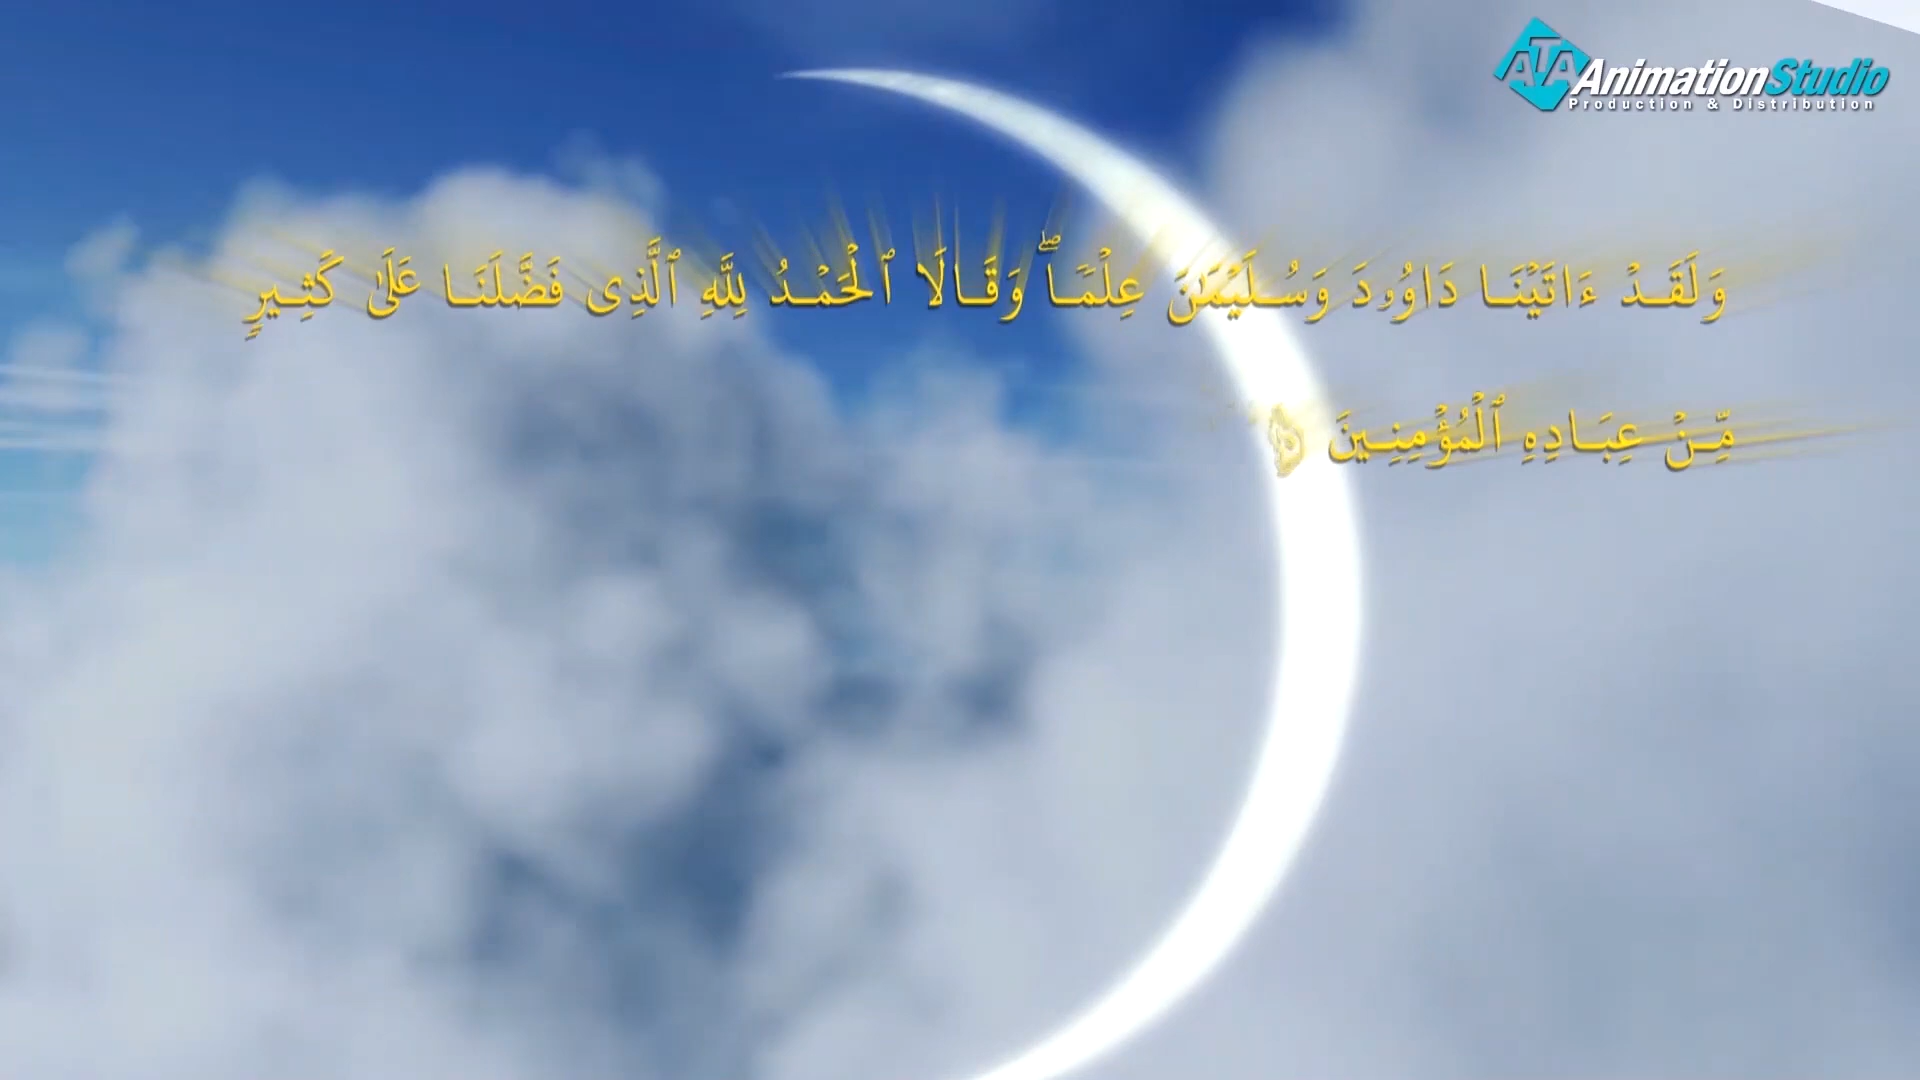 ATA AnimationStudio
Production & Distribution
وَلَقَدْ ءَاتَيْنَا دَاوُۥدَ وَسُلَيْمَـٰنَ عِلْمًا ۖ وَقَالَا ٱلْحَمْدُ لِلَّهِ ٱلَّذِى فَضَّلَنَا عَلَىٰ كَثِيرٍ
مِّنْ عِبَادِهِ ٱلْمُؤْمِنِينَ